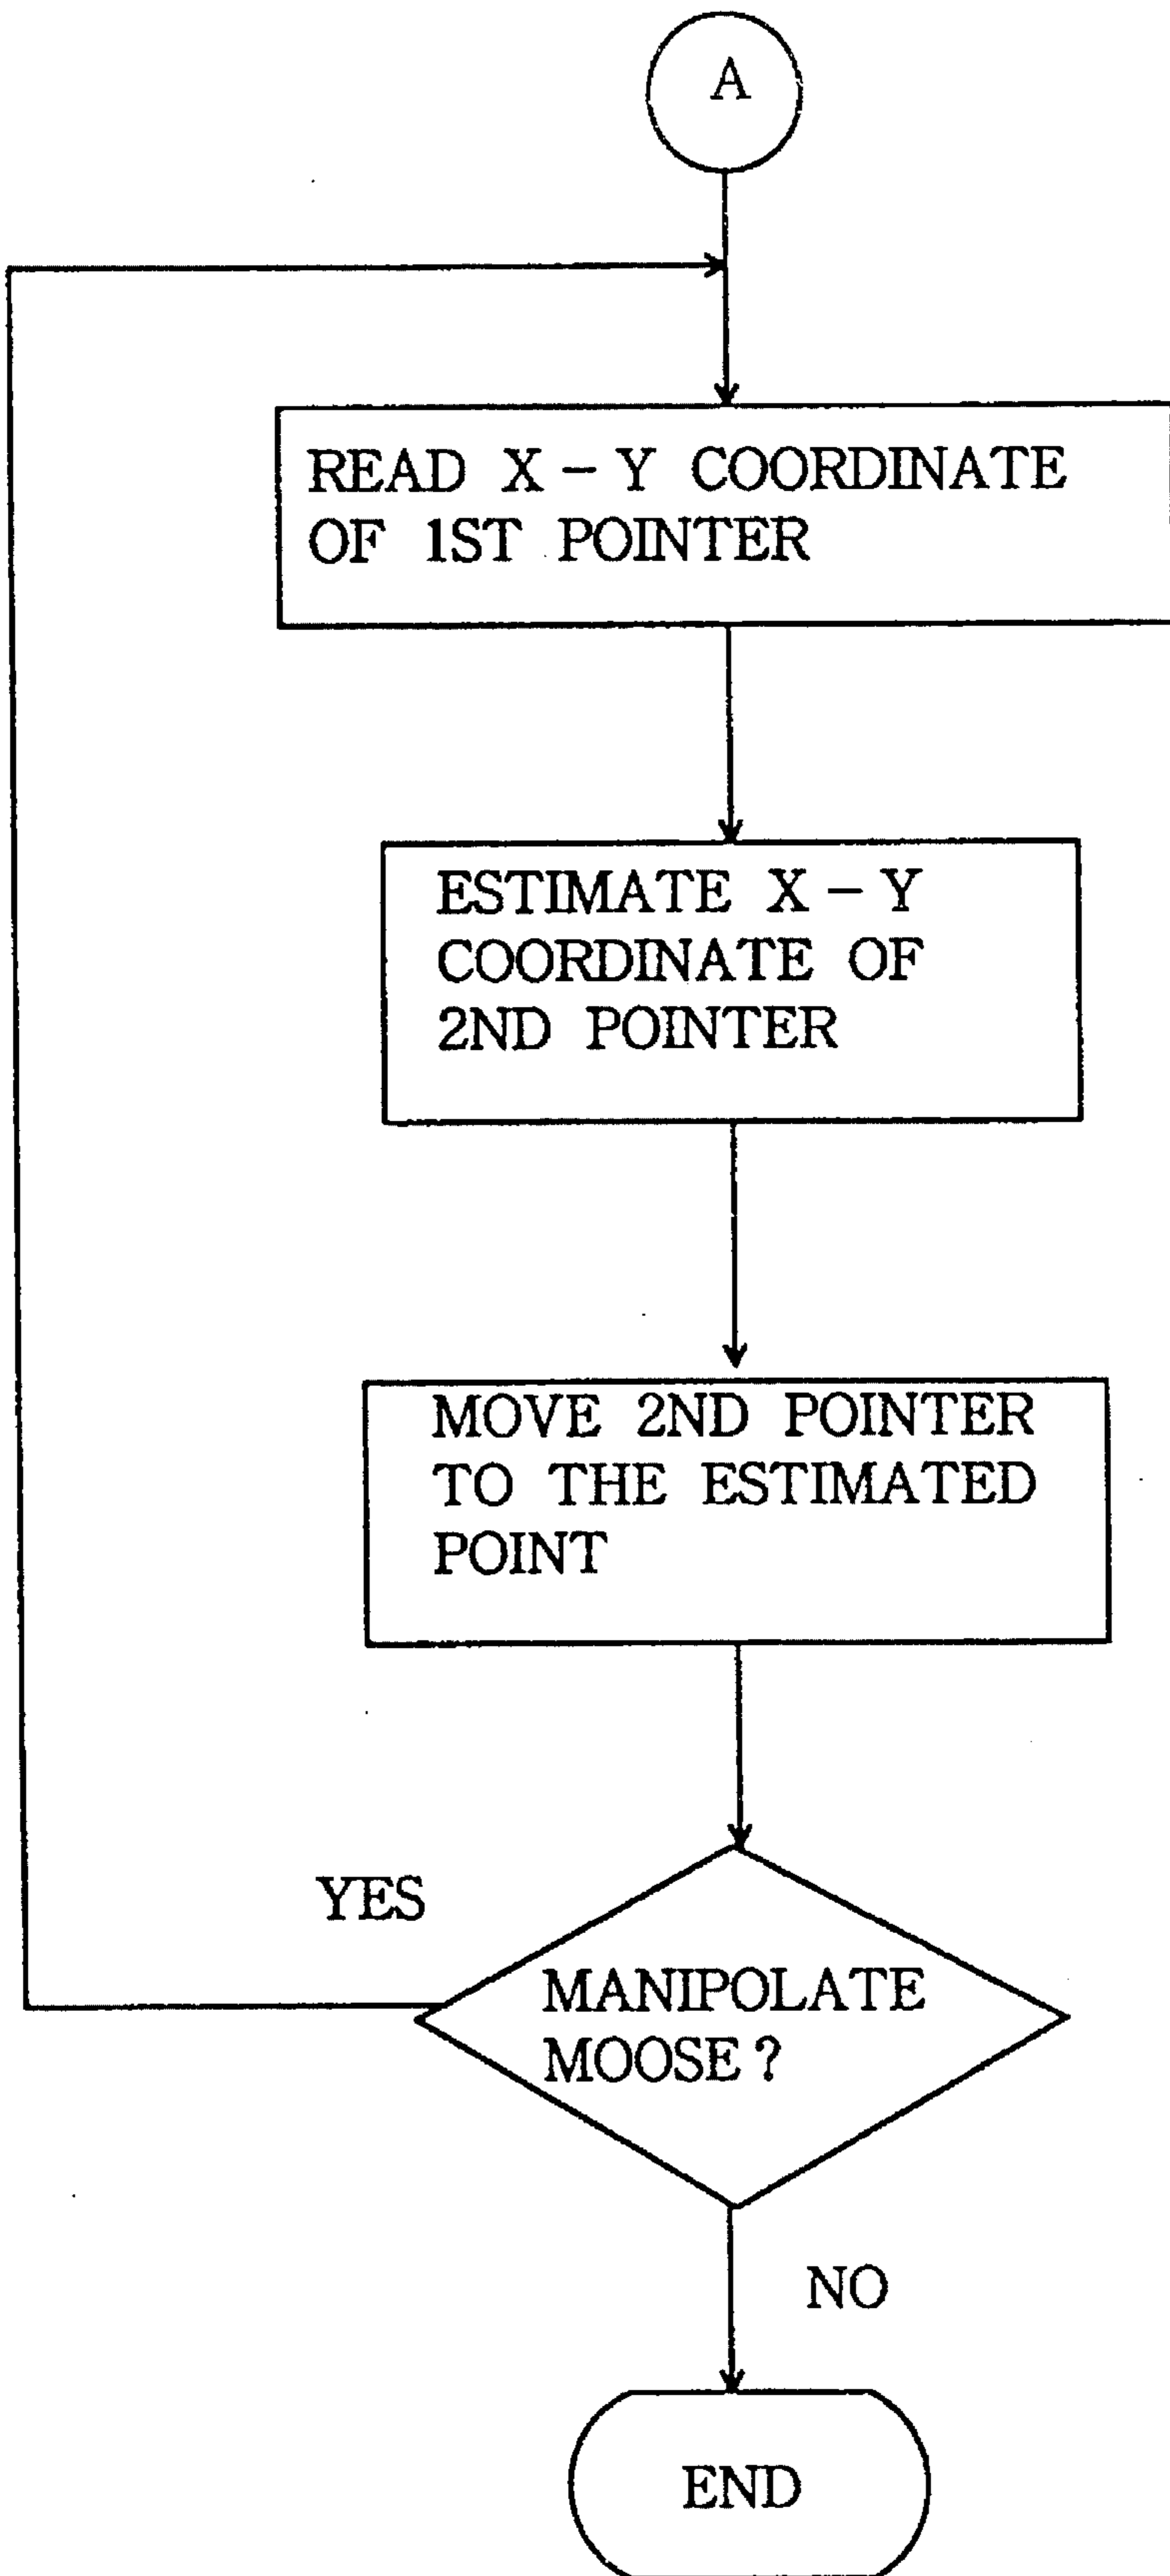 A
READ X - Y COORDINATE
OF 1ST POINTER
ESTIMATE X - Y
COORDINATE OF
2ND POINTER
MOVE 2ND POINTER
TO THE ESTIMATED
POINT
YES
MANIPOLATE
MOOSE ?
NO
END